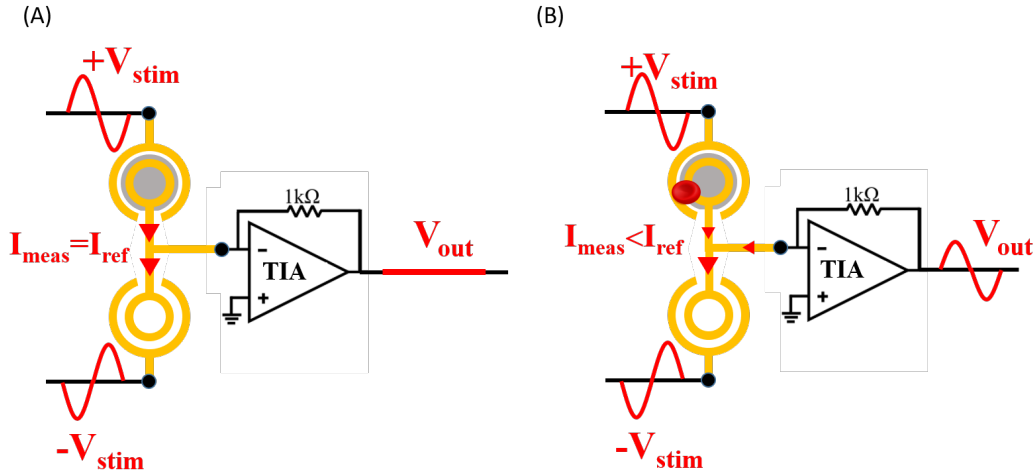 (A)
+Vstim
1kΩ
Imeas=Iref
Vout
−
TIA
+
-Vstim
(B)
+Vstim
1kΩ
Imeas<Iref
Vout
−
TIA
+
-Vstim